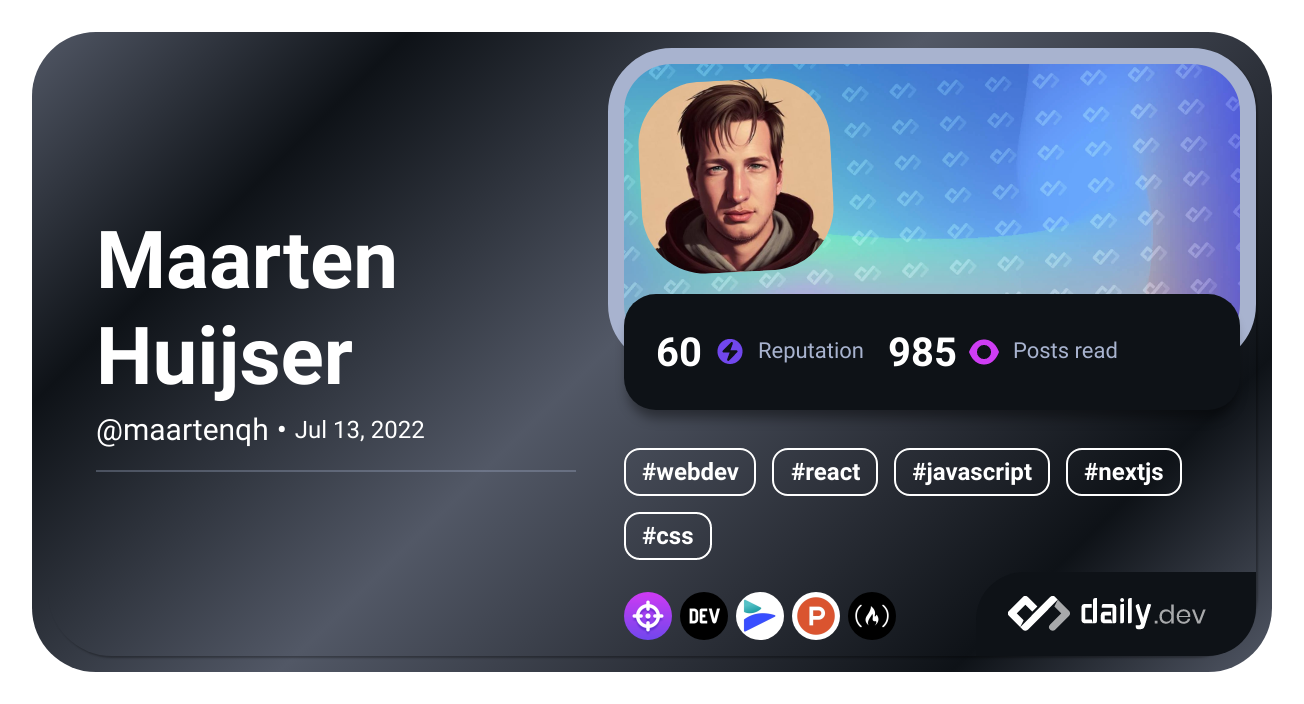 Maarten
Huijser
@maartenqh • Jul 13, 2022
60 Reputation 985 Posts read
#webdev #react #javascript #nextjs
#css
DEV P
daily.dev